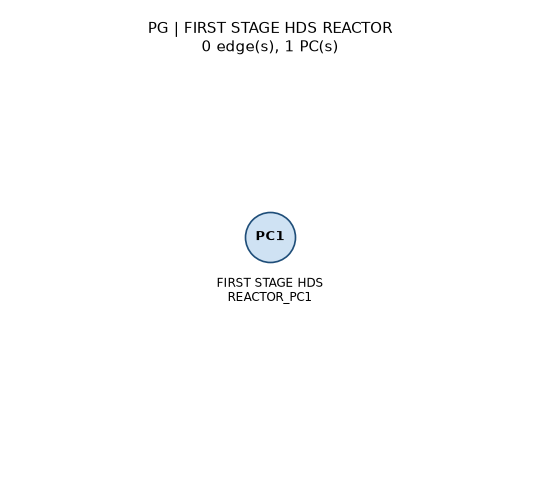 PG | FIRST STAGE HDS REACTOR
0 edge(s), 1 PC(s)
PC1
FIRST STAGE HDS
REACTOR_PC1